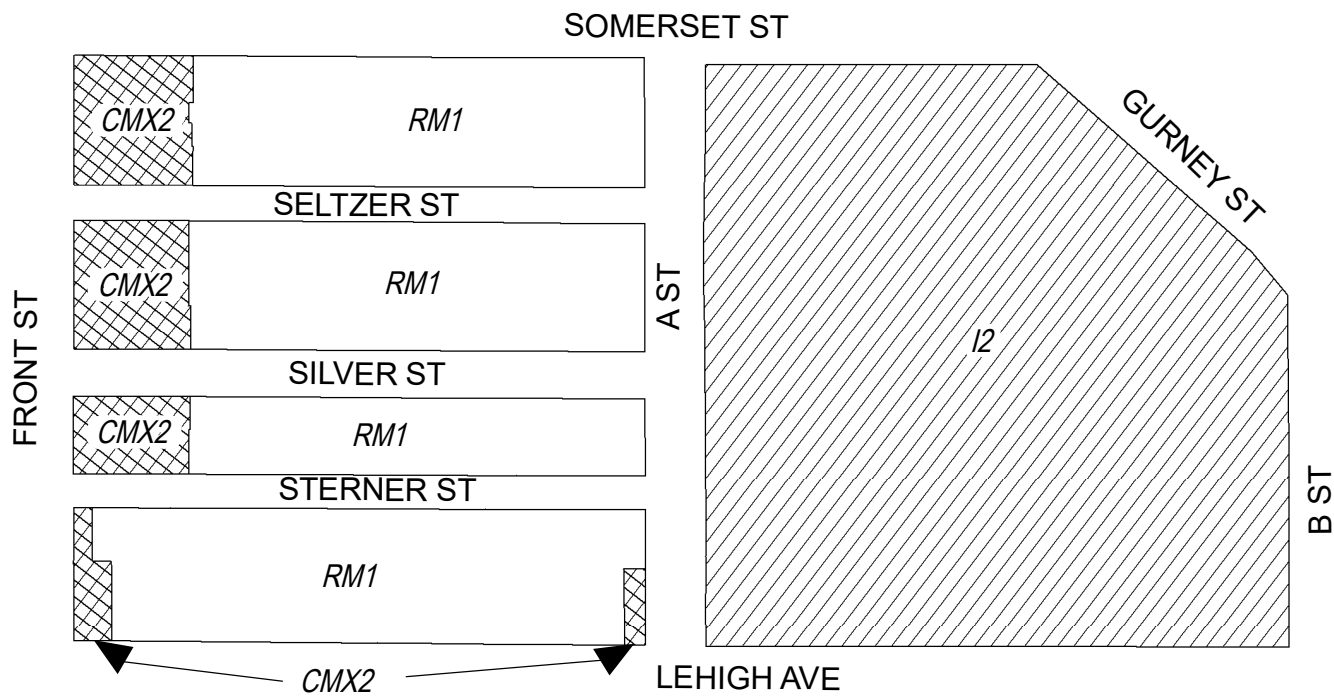 SOMERSET ST
CMX2
RM1
GURNEY ST
SELTZER ST
CMX2
RM1
A ST
FRONT ST
I2
SILVER ST
CMX2
RM1
STERNER ST
B ST
RM1
CMX2
LEHIGH AVE